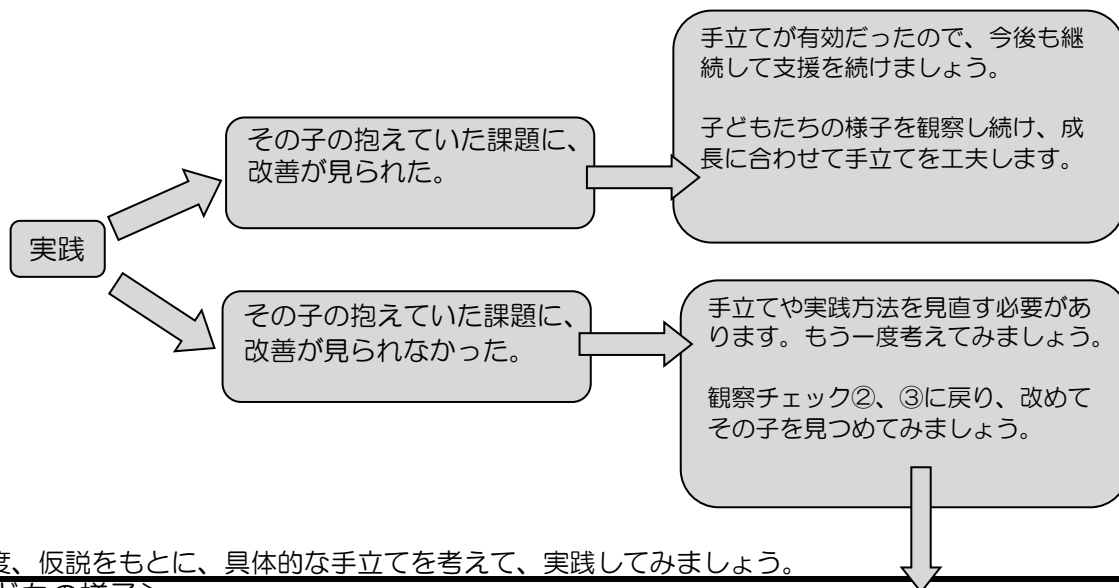 手立てが有効だったので、今後も継
続して支援を続けましょう。
子どもたちの様子を観察し続け、成
長に合わせて手立てを工夫します。
その子の抱えていた課題に、
改善が見られた。
実践
その子の抱えていた課題に、
改善が見られなかった。
手立てや実践方法を見直す必要があ
ります。もう一度考えてみましょう。
観察チェック②、③に戻り、改めて
その子を見つめてみましょう。
度、仮説をもとに、具体的な手立てを考えて、実践してみましょう。